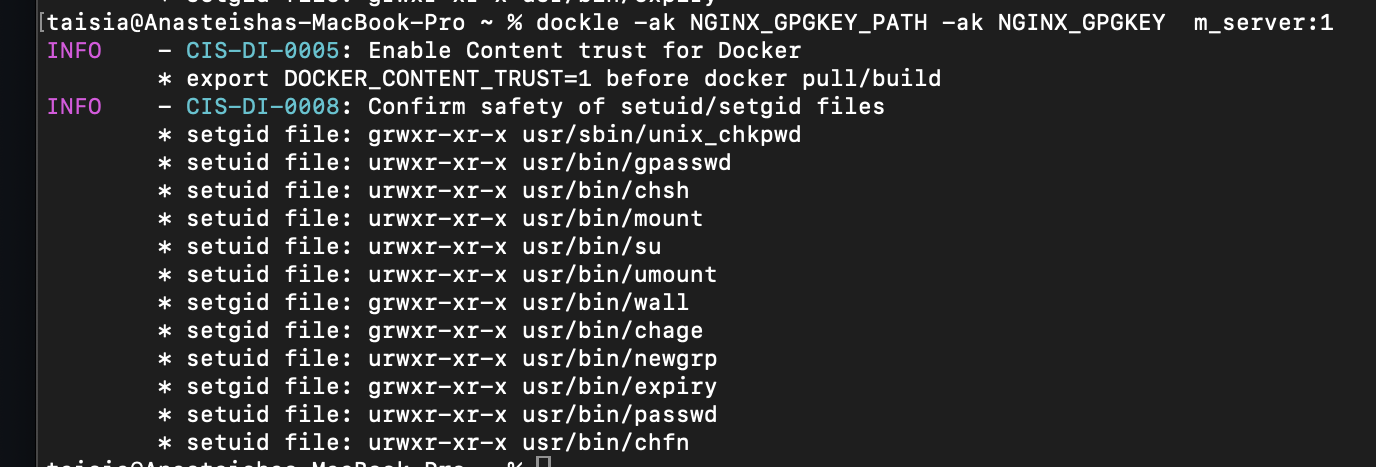 [taisia@Anasteishas-MacBook-Pro ~ % dockle -ak NGINX_GPGKEY_PATH -ak NGINX_GPGKEY  m_server:1
INFO    - CIS-DI-0005: Enable Content trust for Docker
        * export DOCKER_CONTENT_TRUST=1 before docker pull/build
INFO    - CIS-DI-0008: Confirm safety of setuid/setgid files
        * setgid file: grwxr-xr-x usr/sbin/unix_chkpwd
        * setuid file: urwxr-xr-x usr/bin/gpasswd
        * setuid file: urwxr-xr-x usr/bin/chsh
        * setuid file: urwxr-xr-x usr/bin/mount
        * setuid file: urwxr-xr-x usr/bin/su
        * setuid file: urwxr-xr-x usr/bin/umount
        * setgid file: grwxr-xr-x usr/bin/wall
        * setgid file: grwxr-xr-x usr/bin/chage
        * setuid file: urwxr-xr-x usr/bin/newgrp
        * setgid file: grwxr-xr-x usr/bin/expiry
        * setuid file: urwxr-xr-x usr/bin/passwd
        * setuid file: urwxr-xr-x usr/bin/chfn
taisia@Anasteishas-MacBook-Pro ~ %